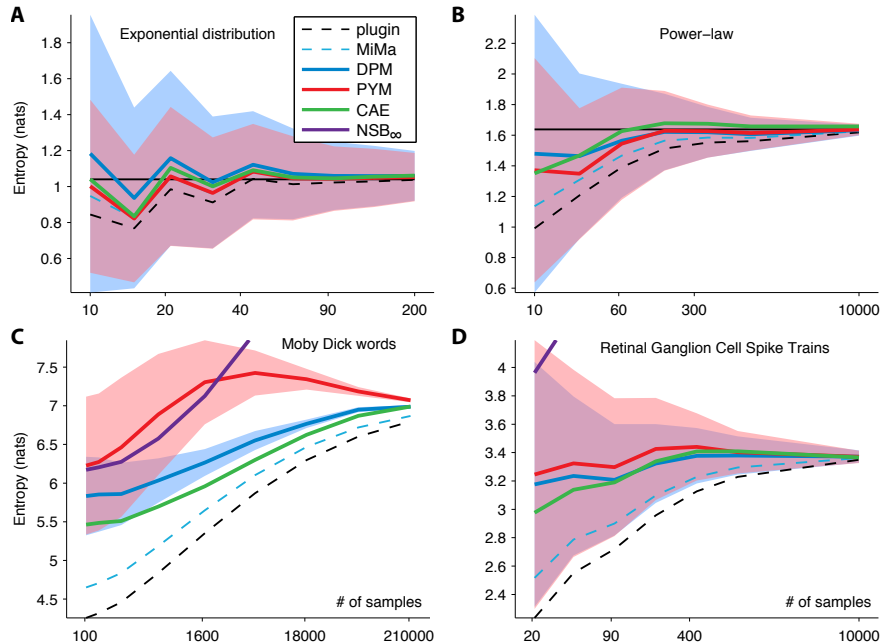 A
Exponential distribution
plugin
MiMa
DPM
PYM
CAE
NSB∞
Entropy (nats)
1.8
1.6
1.4
1.2
1
0.8
0.6
10 20 40 90 200
B
Power−law
2.2
2
1.8
1.6
1.4
1.2
1
0.8
0.6
10 60 300 10000
C
Moby Dick words
Entropy (nats)
7.5
7
6.5
6
5.5
5
4.5
# of samples
100 1600 18000 210000
D
Retinal Ganglion Cell Spike Trains
4
3.8
3.6
3.4
3.2
3
2.8
2.6
2.4
# of samples
20 90 400 10000